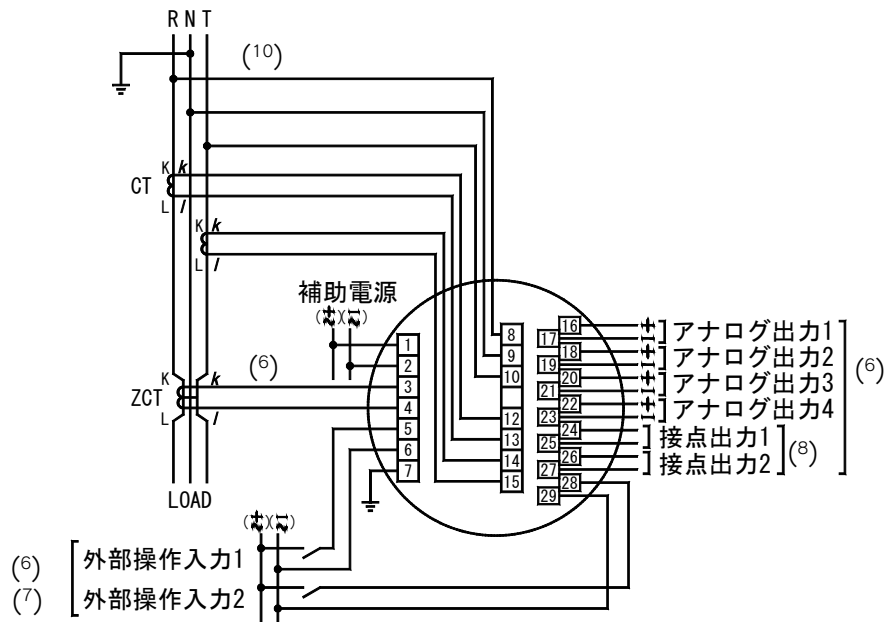 R N T
(10)
K k
CT
L l
K k
L l
補助電源
(+)(-)
1
2
3
4
5
6
7
8
9
10
12
13
14
15
16
17
18
19
20
21
22
23
24
25
26
27
28
29
+
-
アナログ出力1
+
-
アナログ出力2
+
-
アナログ出力3
+
-
アナログ出力4
接点出力1
接点出力2
(8)
(6)
(6)
K
ZCT
L
LOAD
(+)(-)
(6)
外部操作入力1
(7)
外部操作入力2